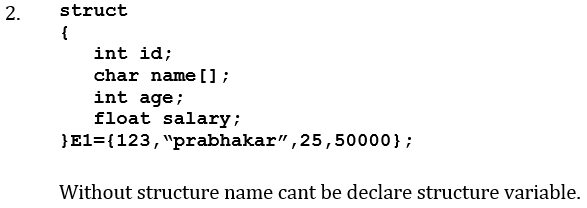 2. struct
{
int id;
char name[];
int age;
float salary;
}E1={123,“prabhakar”,25,50000};
Without structure name cant be declare structure variable.